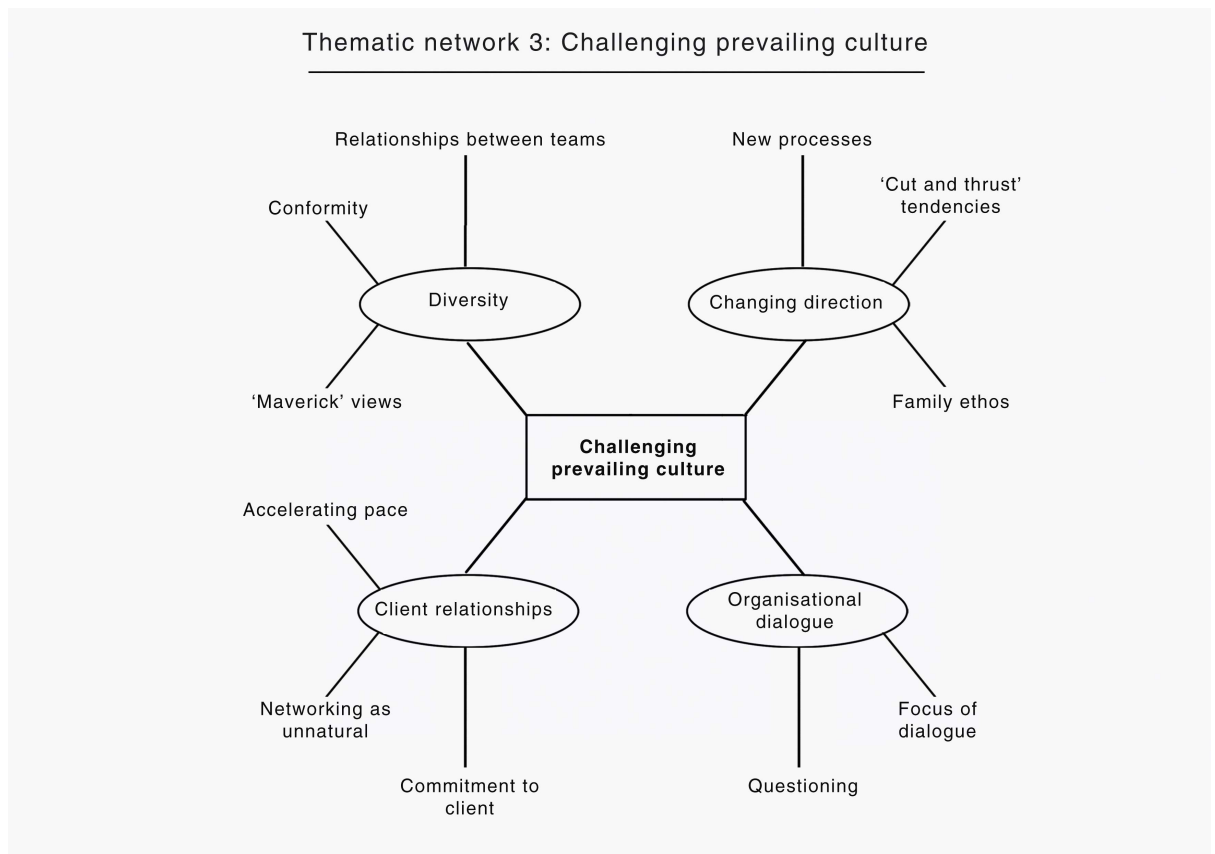 Thematic network 3: Challenging prevailing culture
Relationships between teams
New processes
‘Cut and thrust’
tendencies
Conformity
Diversity
Changing direction
‘Maverick’ views
Family ethos
Challenging
prevailing culture
Accelerating pace
Client relationships
Organisational
dialogue
Networking as
unnatural
Focus of
dialogue
Commitment to
client
Questioning